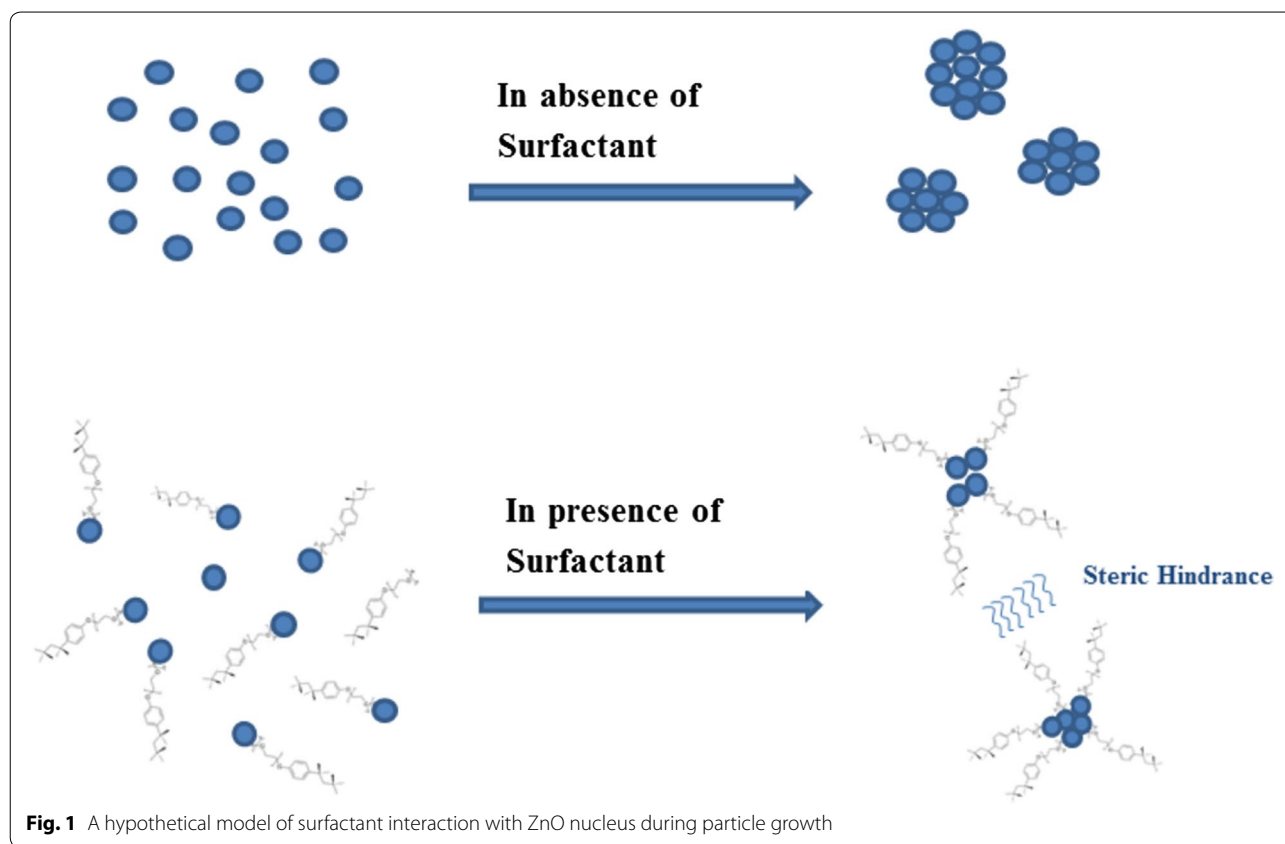 In absence of
Surfactant
In presence of
Surfactant
Steric Hindrance
Fig. 1 A hypothetical model of surfactant interaction with ZnO nucleus during particle growth